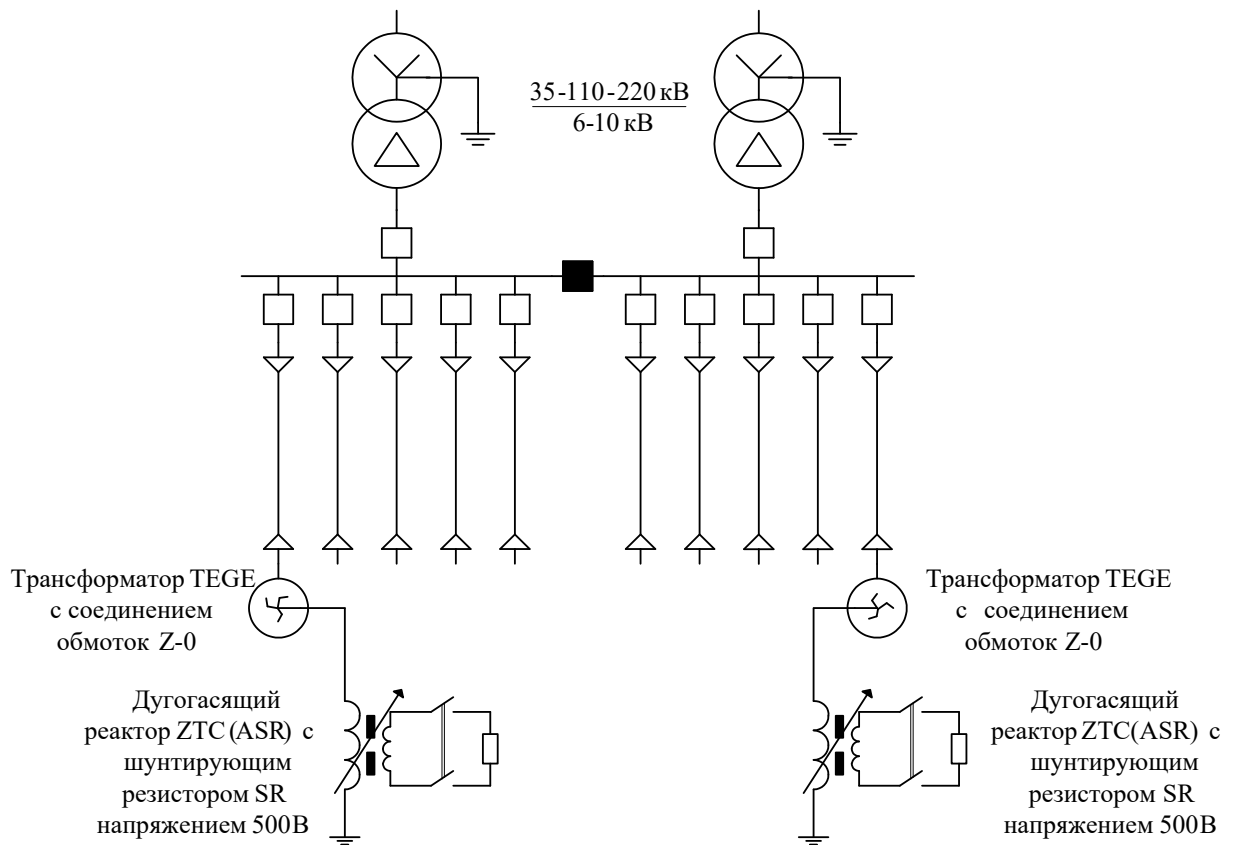 35-110-220 кВ
6-10 кВ
Трансформатор TEGE
с соединением
обмоток Z-0
Трансформатор TEGE
с соединением
обмоток Z-0
Дугогасящий
реактор ZTC (ASR) с
шунтирующим
резистором SR
напряжением 500В
Дугогасящий
реактор ZTC(ASR) с
шунтирующим
резистором SR
напряжением 500В